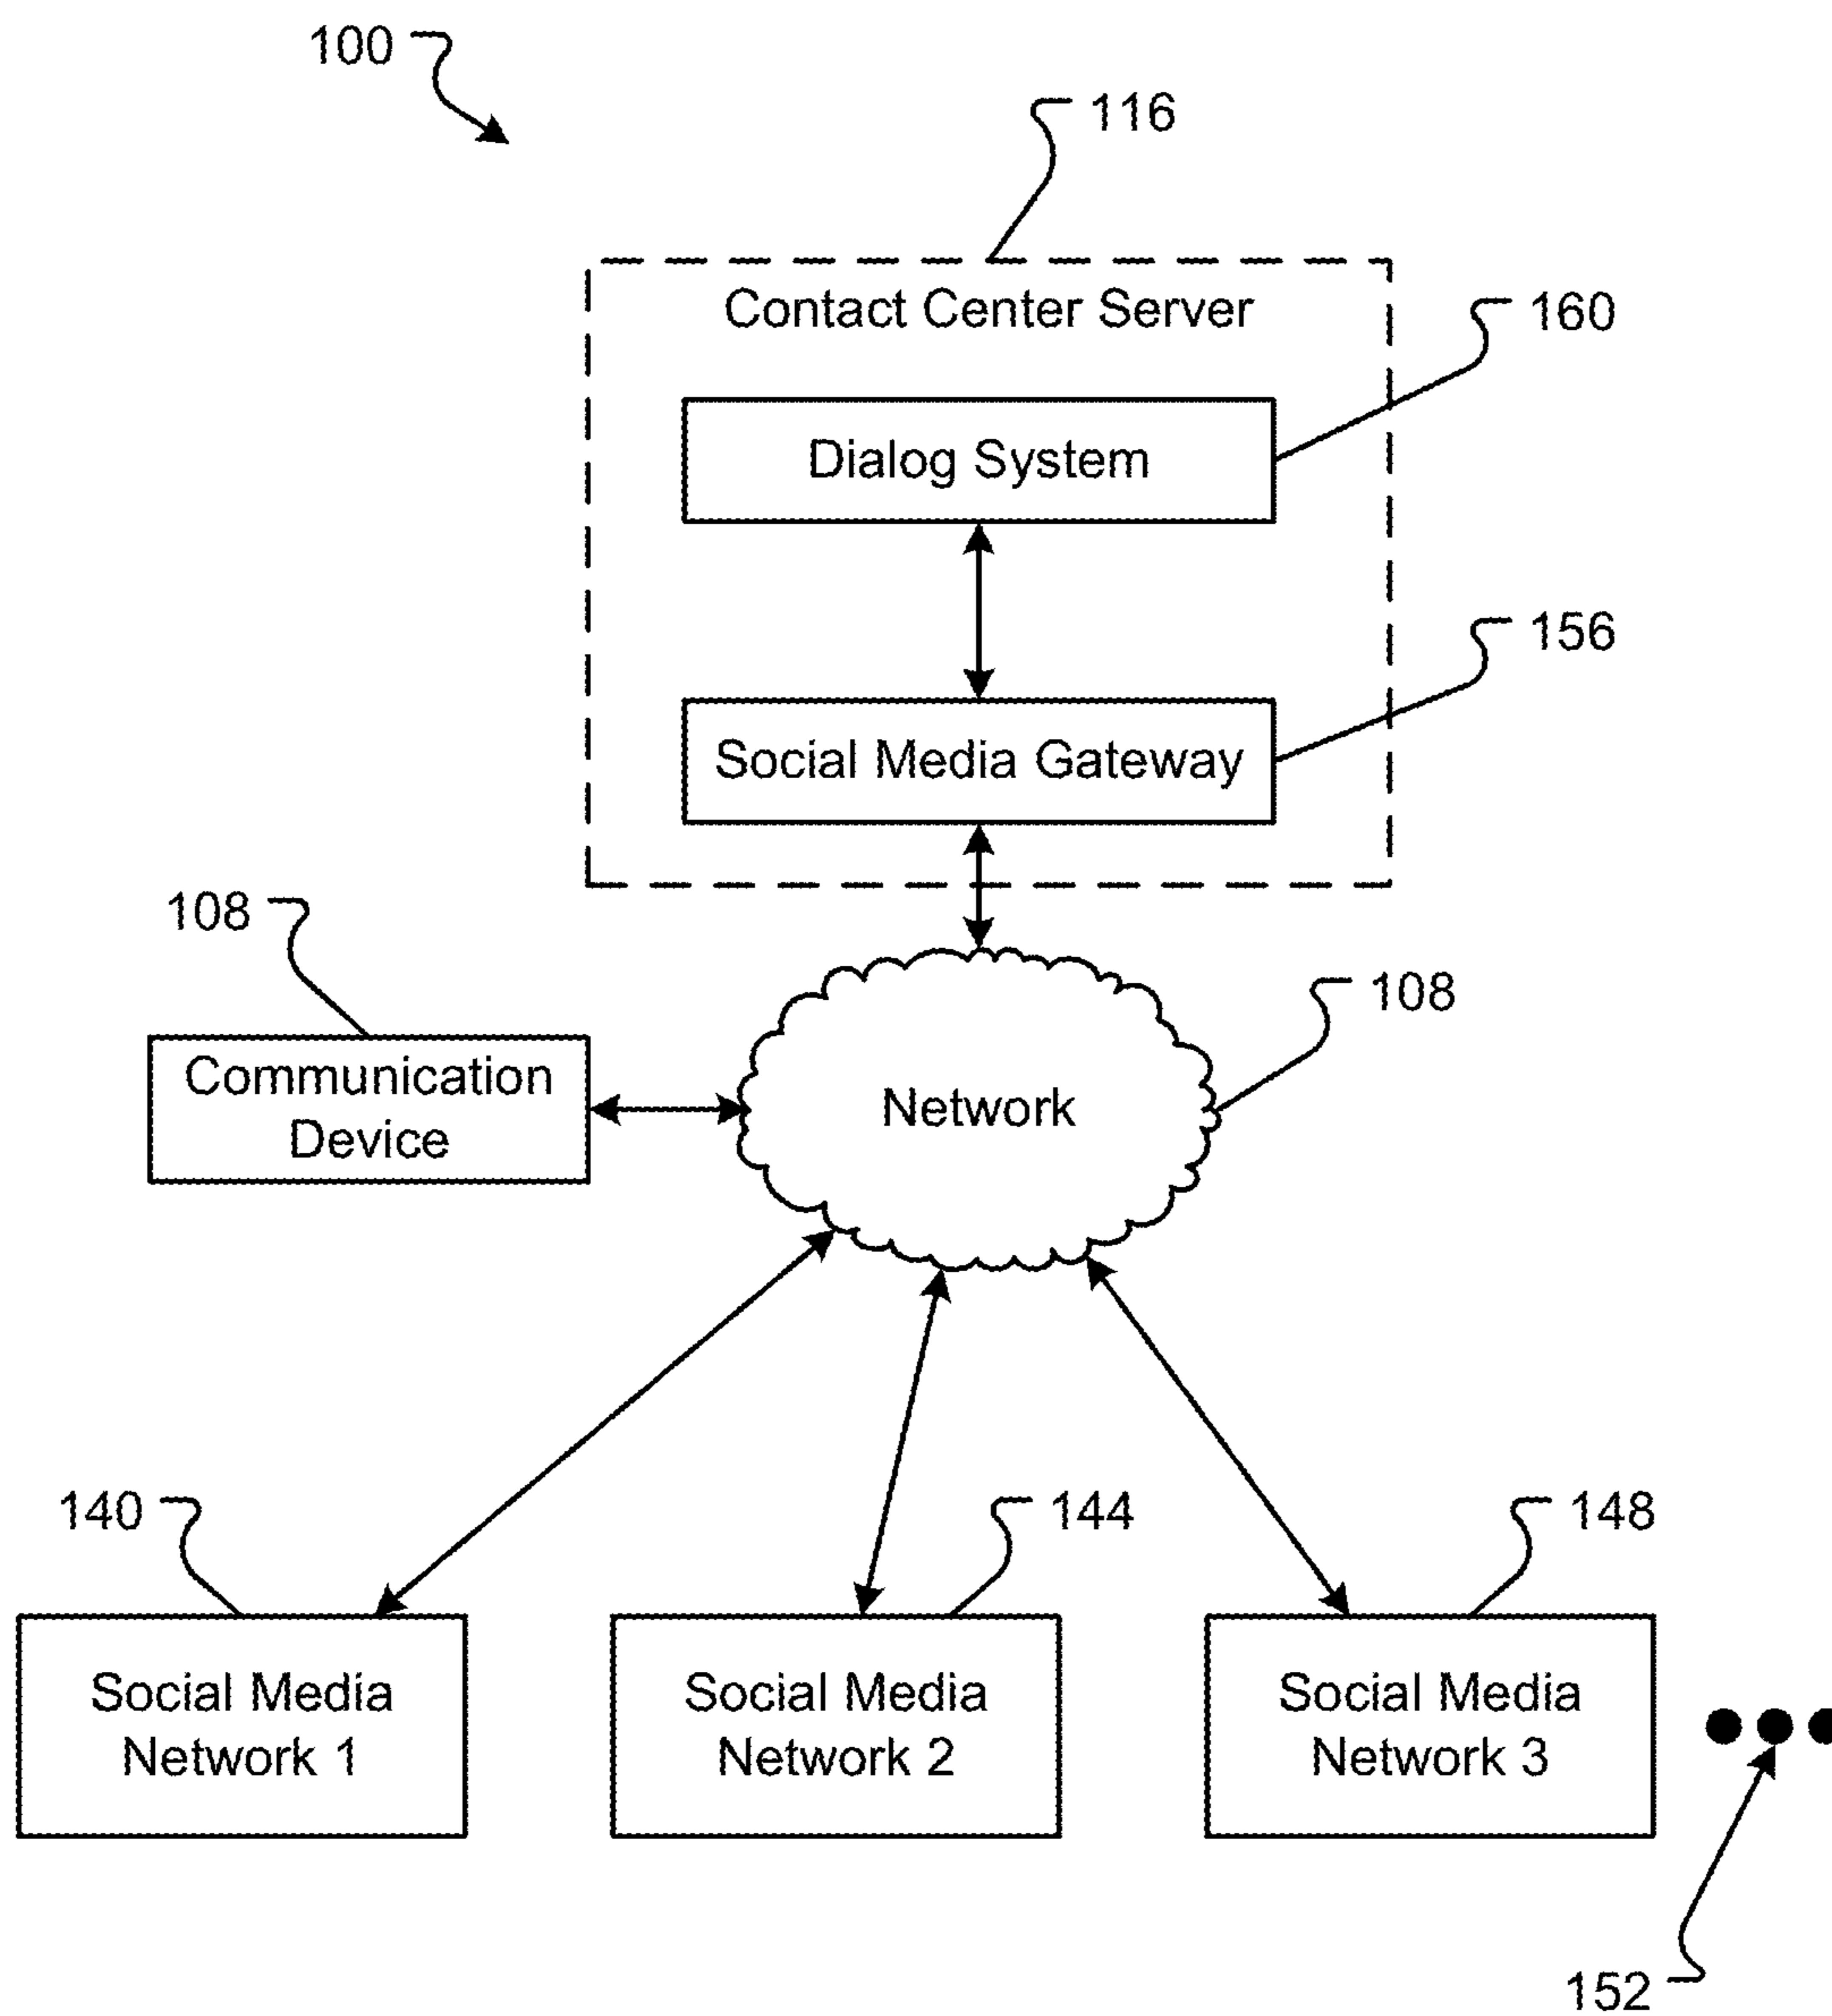 100
116
Contact Center Server
160
Dialog System
156
Social Media Gateway
108
108
Communication
Device
Network
140
144
148
Social Media
Network 1
Social Media
Network 2
Social Media
Network 3
152